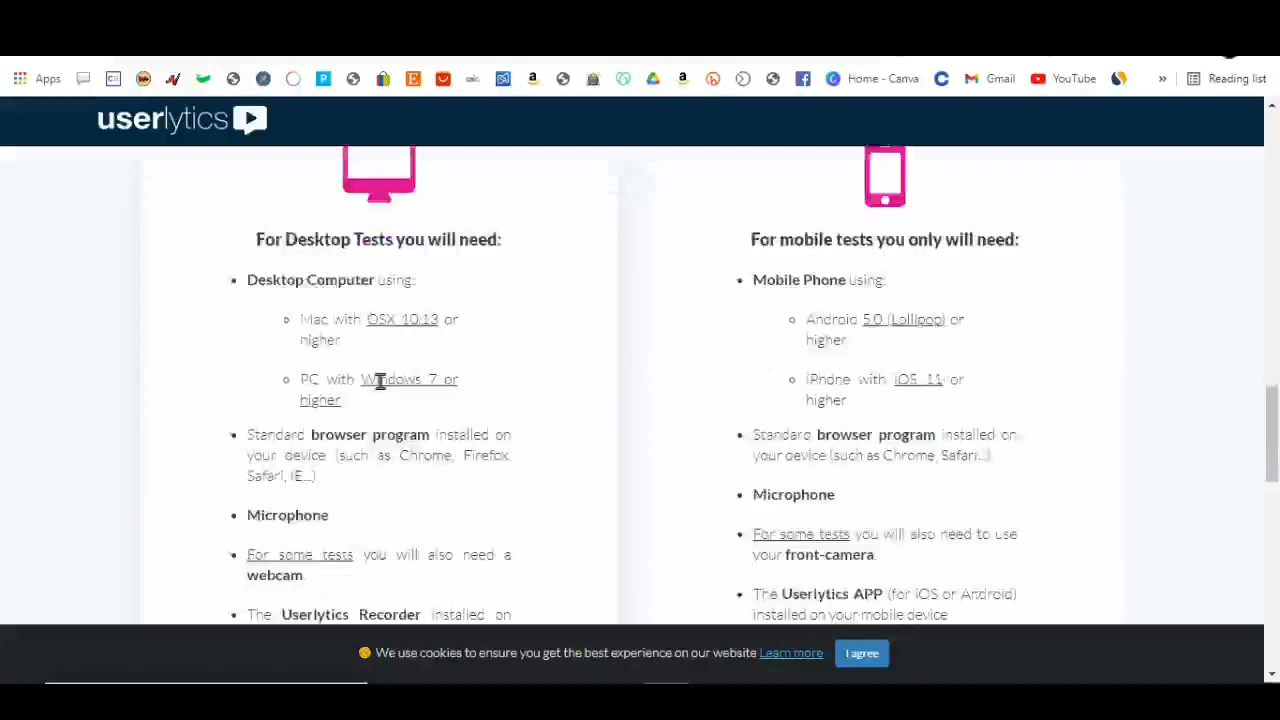 Apps
Home - Canva
Gmail
YouTube
»
Reading list
userlytics
For Desktop Tests you will need:
• Desktop Computer using:
Mac with OSX 10.13 or
higher
PC with Windows 7 or
higher
• Standard browser program installed on
your device (such as Chrome, Firefox,
Safari, IE...)
• Microphone
• For some tests you will also need a
webcam.
• The Userlytics Recorder installed on
For mobile tests you only will need:
• Mobile Phone using:
Android 5.0 (Lollipop) or
higher
iPhone with iOS 11 or
higher
• Standard browser program installed on
your device (such as Chrome, Safari...)
• Microphone
• For some tests you will also need to use
your front-camera.
• The Userlytics APP (for iOS or Android)
installed on your mobile device
We use cookies to ensure you get the best experience on our website Learn more
I agree